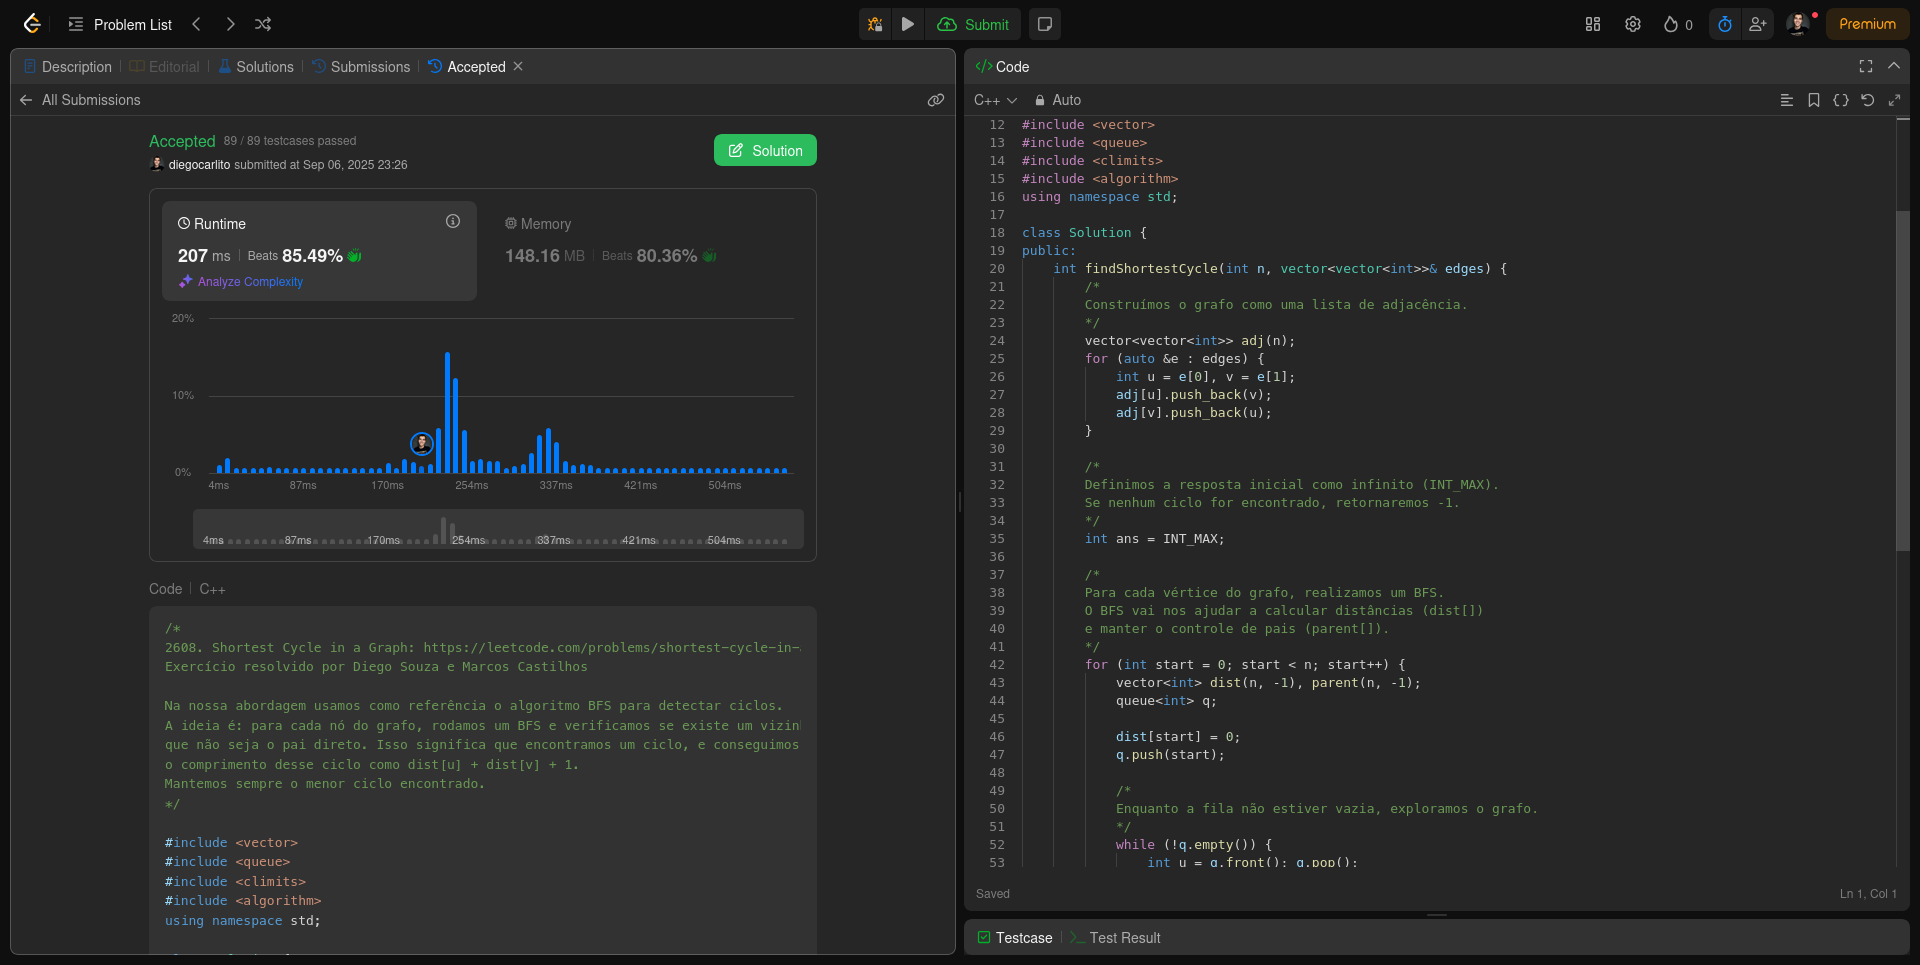 Problem List
Submit
0
Premium
Description
Editorial
Solutions
Submissions
Accepted
All Submissions
Accepted 89 / 89 testcases passed
diegocarlito submitted at Sep 06, 2025 23:26
Solution
Runtime
207 ms Beats 85.49%
Analyze Complexity
Memory
148.16 MB Beats 80.36%
20%
10%
0%
4ms 87ms 170ms 254ms 337ms 421ms 504ms
4ms 87ms 170ms 254ms 337ms 421ms 504ms
Code C++
/*
2608. Shortest Cycle in a Graph: https://leetcode.com/problems/shortest-cycle-in-
Exercício resolvido por Diego Souza e Marcos Castilhos
Na nossa abordagem usamos como referência o algoritmo BFS para detectar ciclos.
A ideia é: para cada nó do grafo, rodamos um BFS e verificamos se existe um
que não seja o pai direto. Isso significa que encontramos um ciclo, e conseguimos
o comprimento desse ciclo como dist[u] + dist[v] + 1.
Mantemos sempre o menor ciclo encontrado.
*/
#include <vector>
#include <queue>
#include <climits>
#include <algorithm>
using namespace std;
Code
C++ Auto
12 #include <vector>
13 #include <queue>
14 #include <climits>
15 #include <algorithm>
16 using namespace std;
17
18 class Solution {
19 public:
20 int findShortestCycle(int n, vector<vector<int>>& edges) {
21 /*
22 Construímos o grafo como uma lista de adjacência.
23 */
24 vector<vector<int>> adj(n);
25 for (auto &e : edges) {
26 int u = e[0], v = e[1];
27 adj[u].push_back(v);
28 adj[v].push_back(u);
29 }
30
31 /*
32 Definimos a resposta inicial como infinito (INT_MAX).
33 Se nenhum ciclo for encontrado, retornaremos -1.
34 */
35 int ans = INT_MAX;
36
37 /*
38 Para cada vértice do grafo, realizamos um BFS.
39 O BFS vai nos ajudar a calcular distâncias (dist[])
40 e manter o controle de pais (parent[]).
41 */
42 for (int start = 0; start < n; start++) {
43 vector<int> dist(n, -1), parent(n, -1);
44 queue<int> q;
45
46 dist[start] = 0;
47 q.push(start);
48
49 /*
50 Enquanto a fila não estiver vazia, exploramos o grafo.
51 */
52 while (!q.empty()) {
53 int u = q.front(); q.pop();
Saved
Ln 1, Col 1
Testcase
Test Result